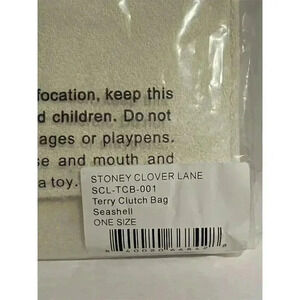 focation, keep this
d children. Do not
ages or playpens.
se and mouth and
a toy.
STONEY CLOVER LANE
SCL-TCB-001
Terry Clutch Bag
Seashell
ONE SIZE